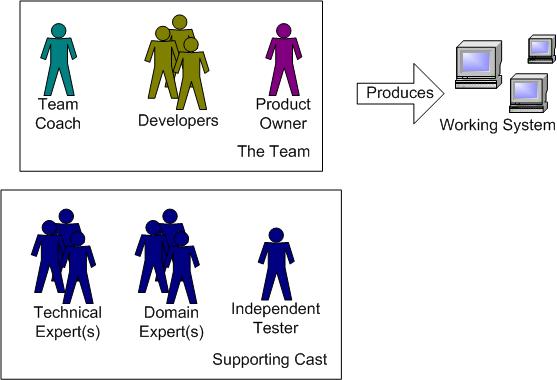 Team
Coach
Developers
Product
Owner
The Team
Produces
Working System
Technical
Expert(s)
Domain
Expert(s)
Independent
Tester
Supporting Cast